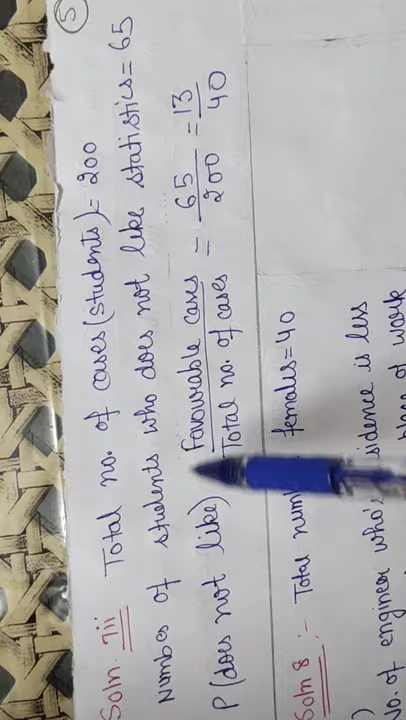 5
Soln. 7ii Total no. of cases (students) = 200
Number of students who does not like statistics = 65
P (does not like) Favourable cases / Total no. of cases = 65/200 = 13/40
Soln 8 :- Total females = 40
No. of engineer who's idence is less
place of work